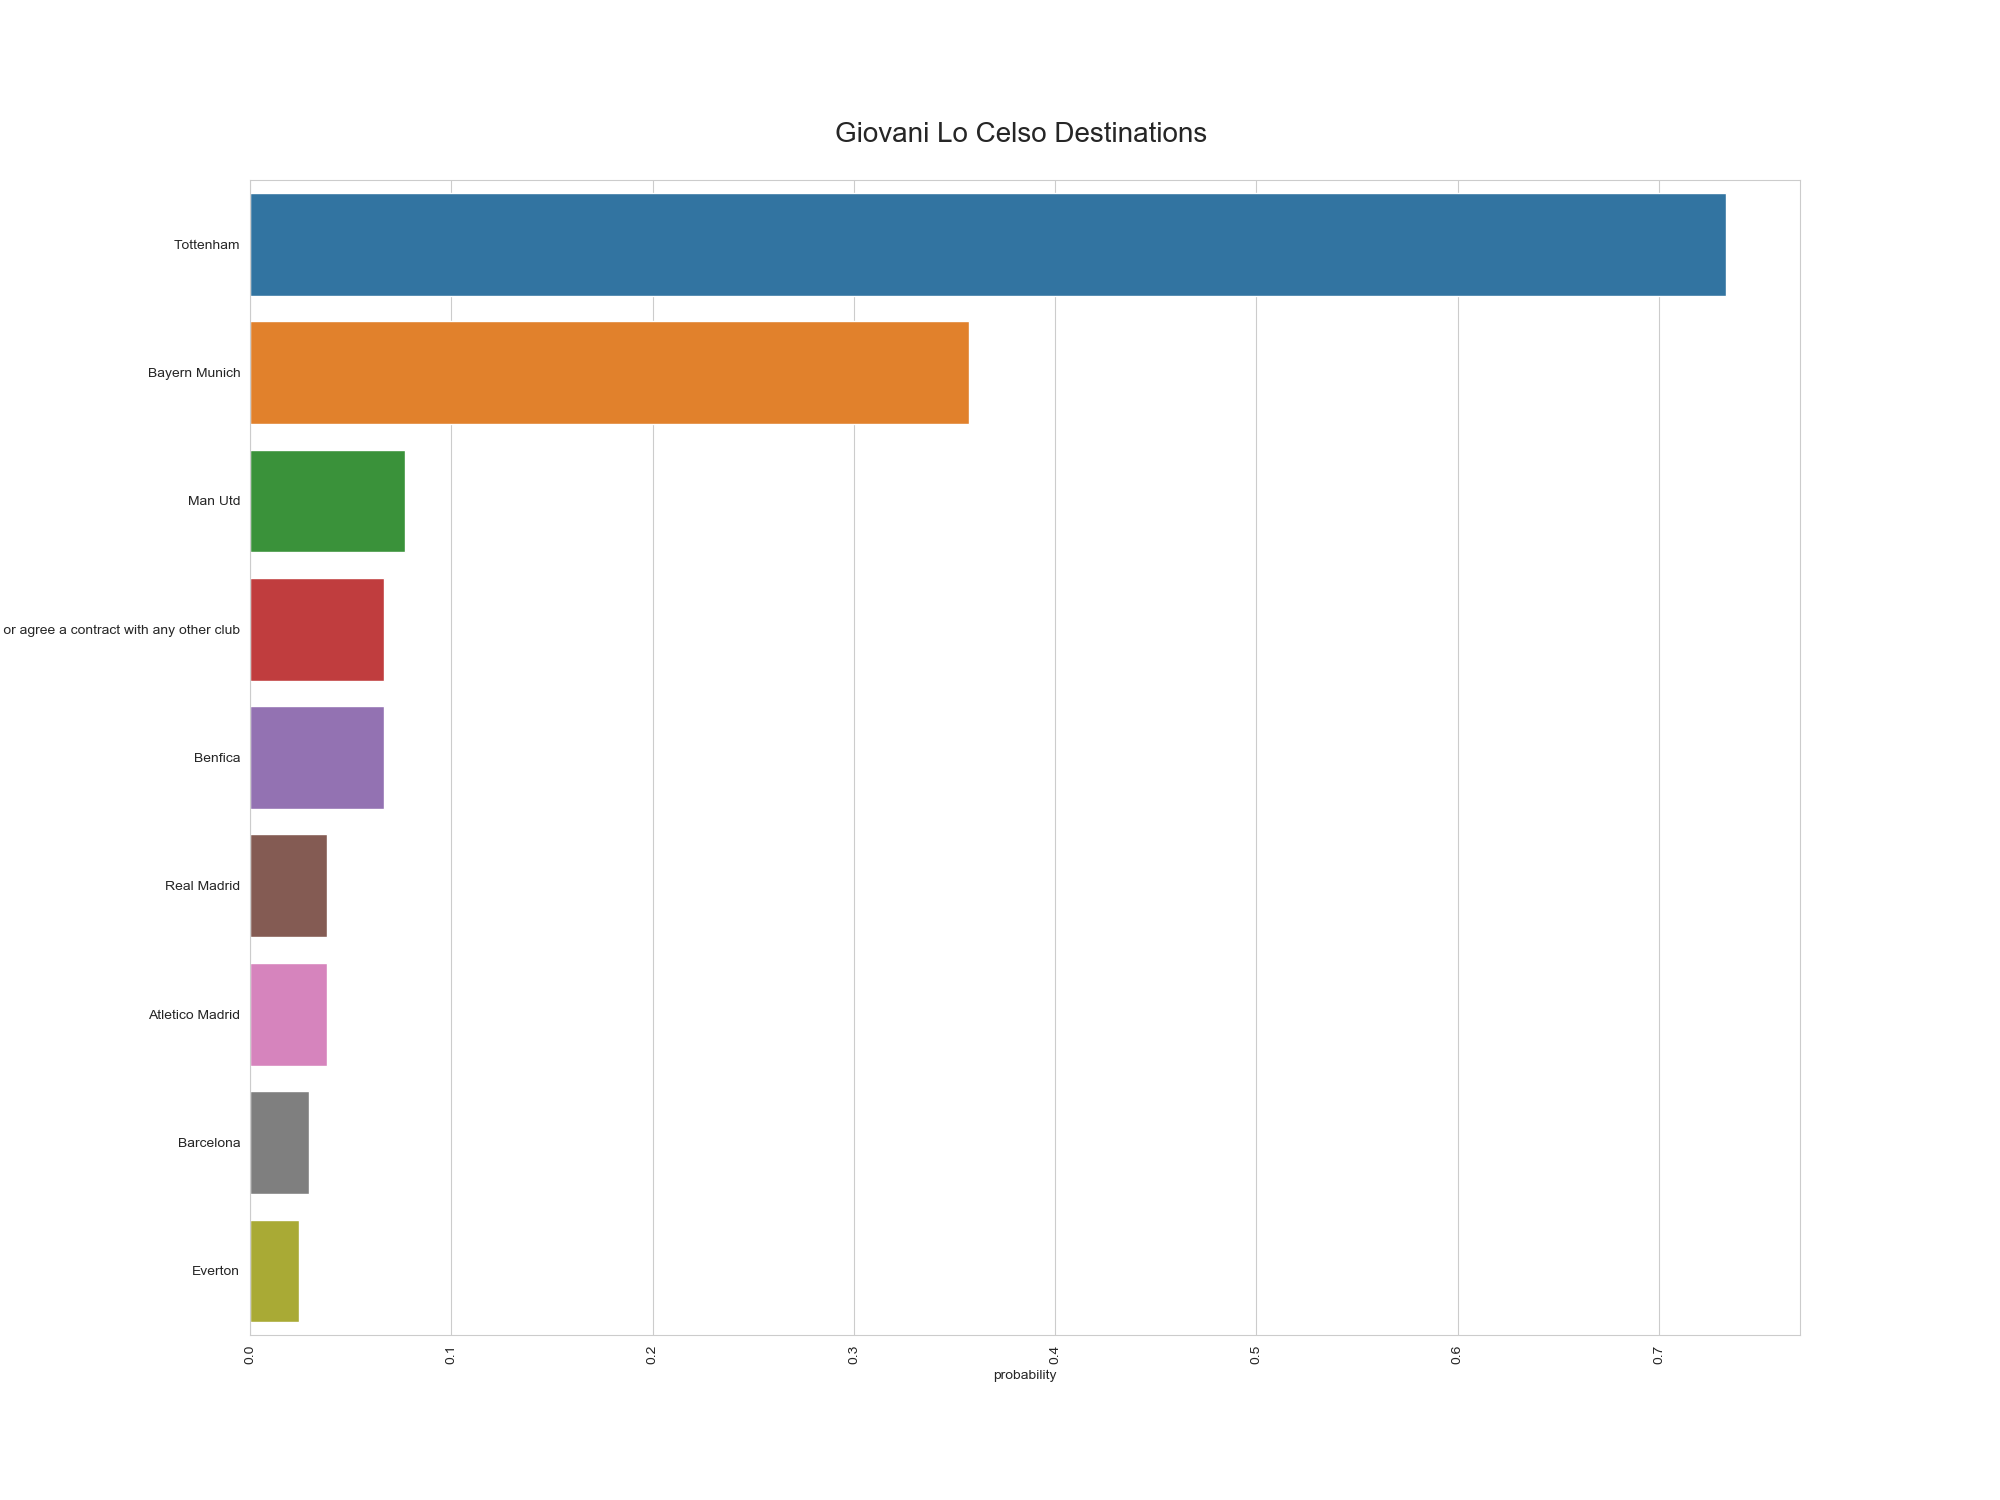 Giovani Lo Celso Destinations
Tottenham
Bayern Munich
Man Utd
or agree a contract with any other club
Benfica
Real Madrid
Atletico Madrid
Barcelona
Everton
0.0 0.1 0.2 0.3 0.4 0.5 0.6 0.7
probability